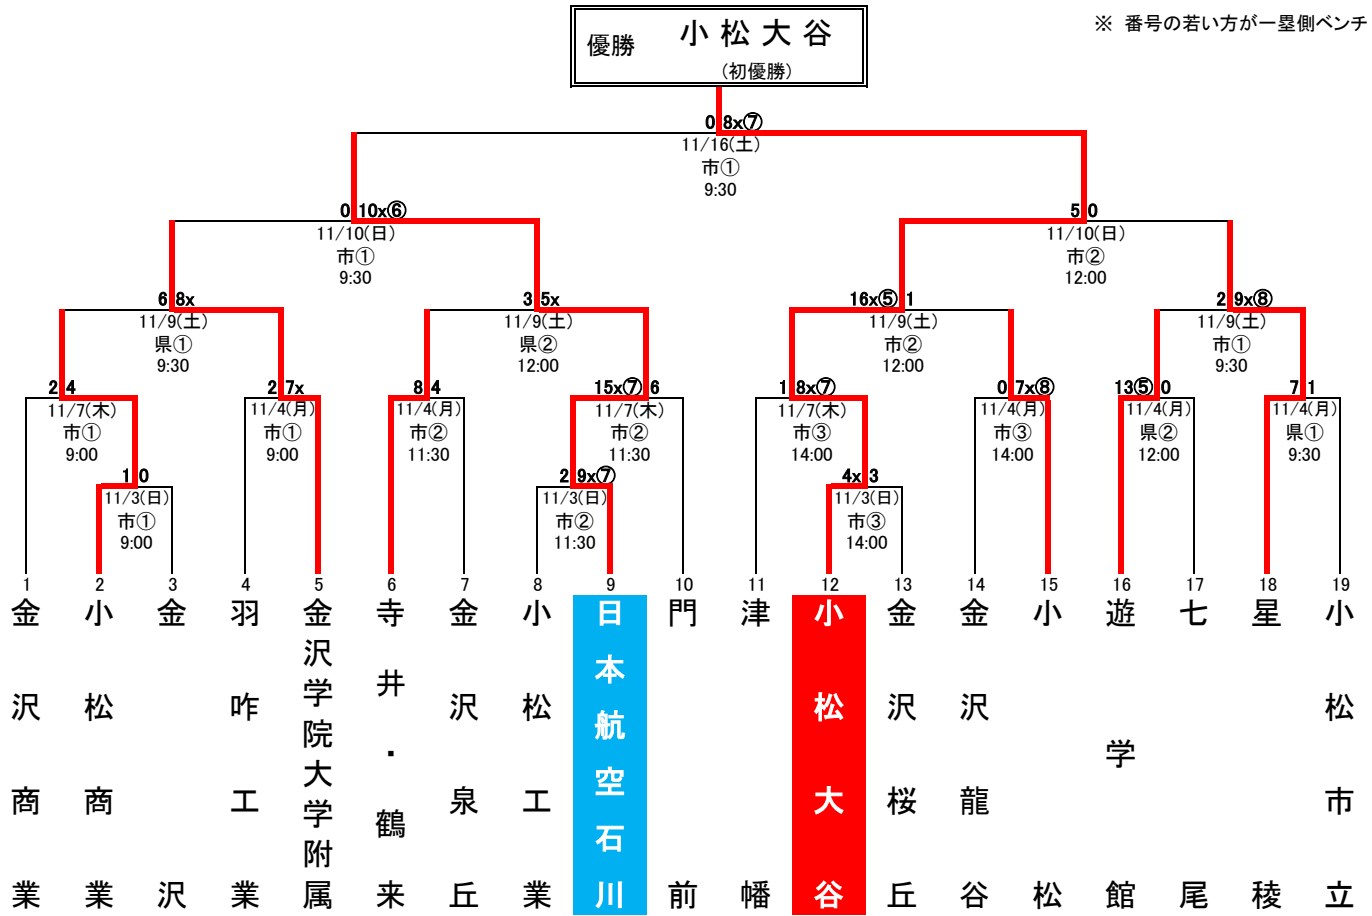 ※ 番号の若い方が一塁側ベンチ
優勝 小松大谷
(初優勝)
0 8x⑦
11/16(土)
市①
9:30
0 10x⑥
11/10(日)
市①
9:30
5 0
11/10(日)
市②
12:00
6 8x
11/9(土)
県①
9:30
3 5x
11/9(土)
県②
12:00
16x⑤ 1
11/9(土)
市②
12:00
2 9x⑧
11/9(土)
市①
9:30
2 4
11/7(木)
市①
9:00
2 7x
11/4(月)
市①
9:00
8 4
11/4(月)
市②
11:30
15x⑦ 6
11/7(木)
市②
11:30
1 8x⑦
11/7(木)
市③
14:00
0 7x⑧
11/4(月)
市③
14:00
13⑤ 0
11/4(月)
県②
12:00
7 1
11/4(月)
県①
9:30
1 0
11/3(日)
市①
9:00
2 9x⑦
11/3(日)
市②
11:30
4x 3
11/3(日)
市③
14:00
1 金沢商業
2 小松商業
3 金沢
4 羽咋工業
5 金沢学院大学附属
6 寺井・鶴来
7 金沢泉丘
8 小松工業
9 日本航空石川
10 門前
11 津幡
12 小松大谷
13 金沢桜丘
14 金沢龍谷
15 小松
16 遊学館
17 七尾
18 星稜
19 小松市立